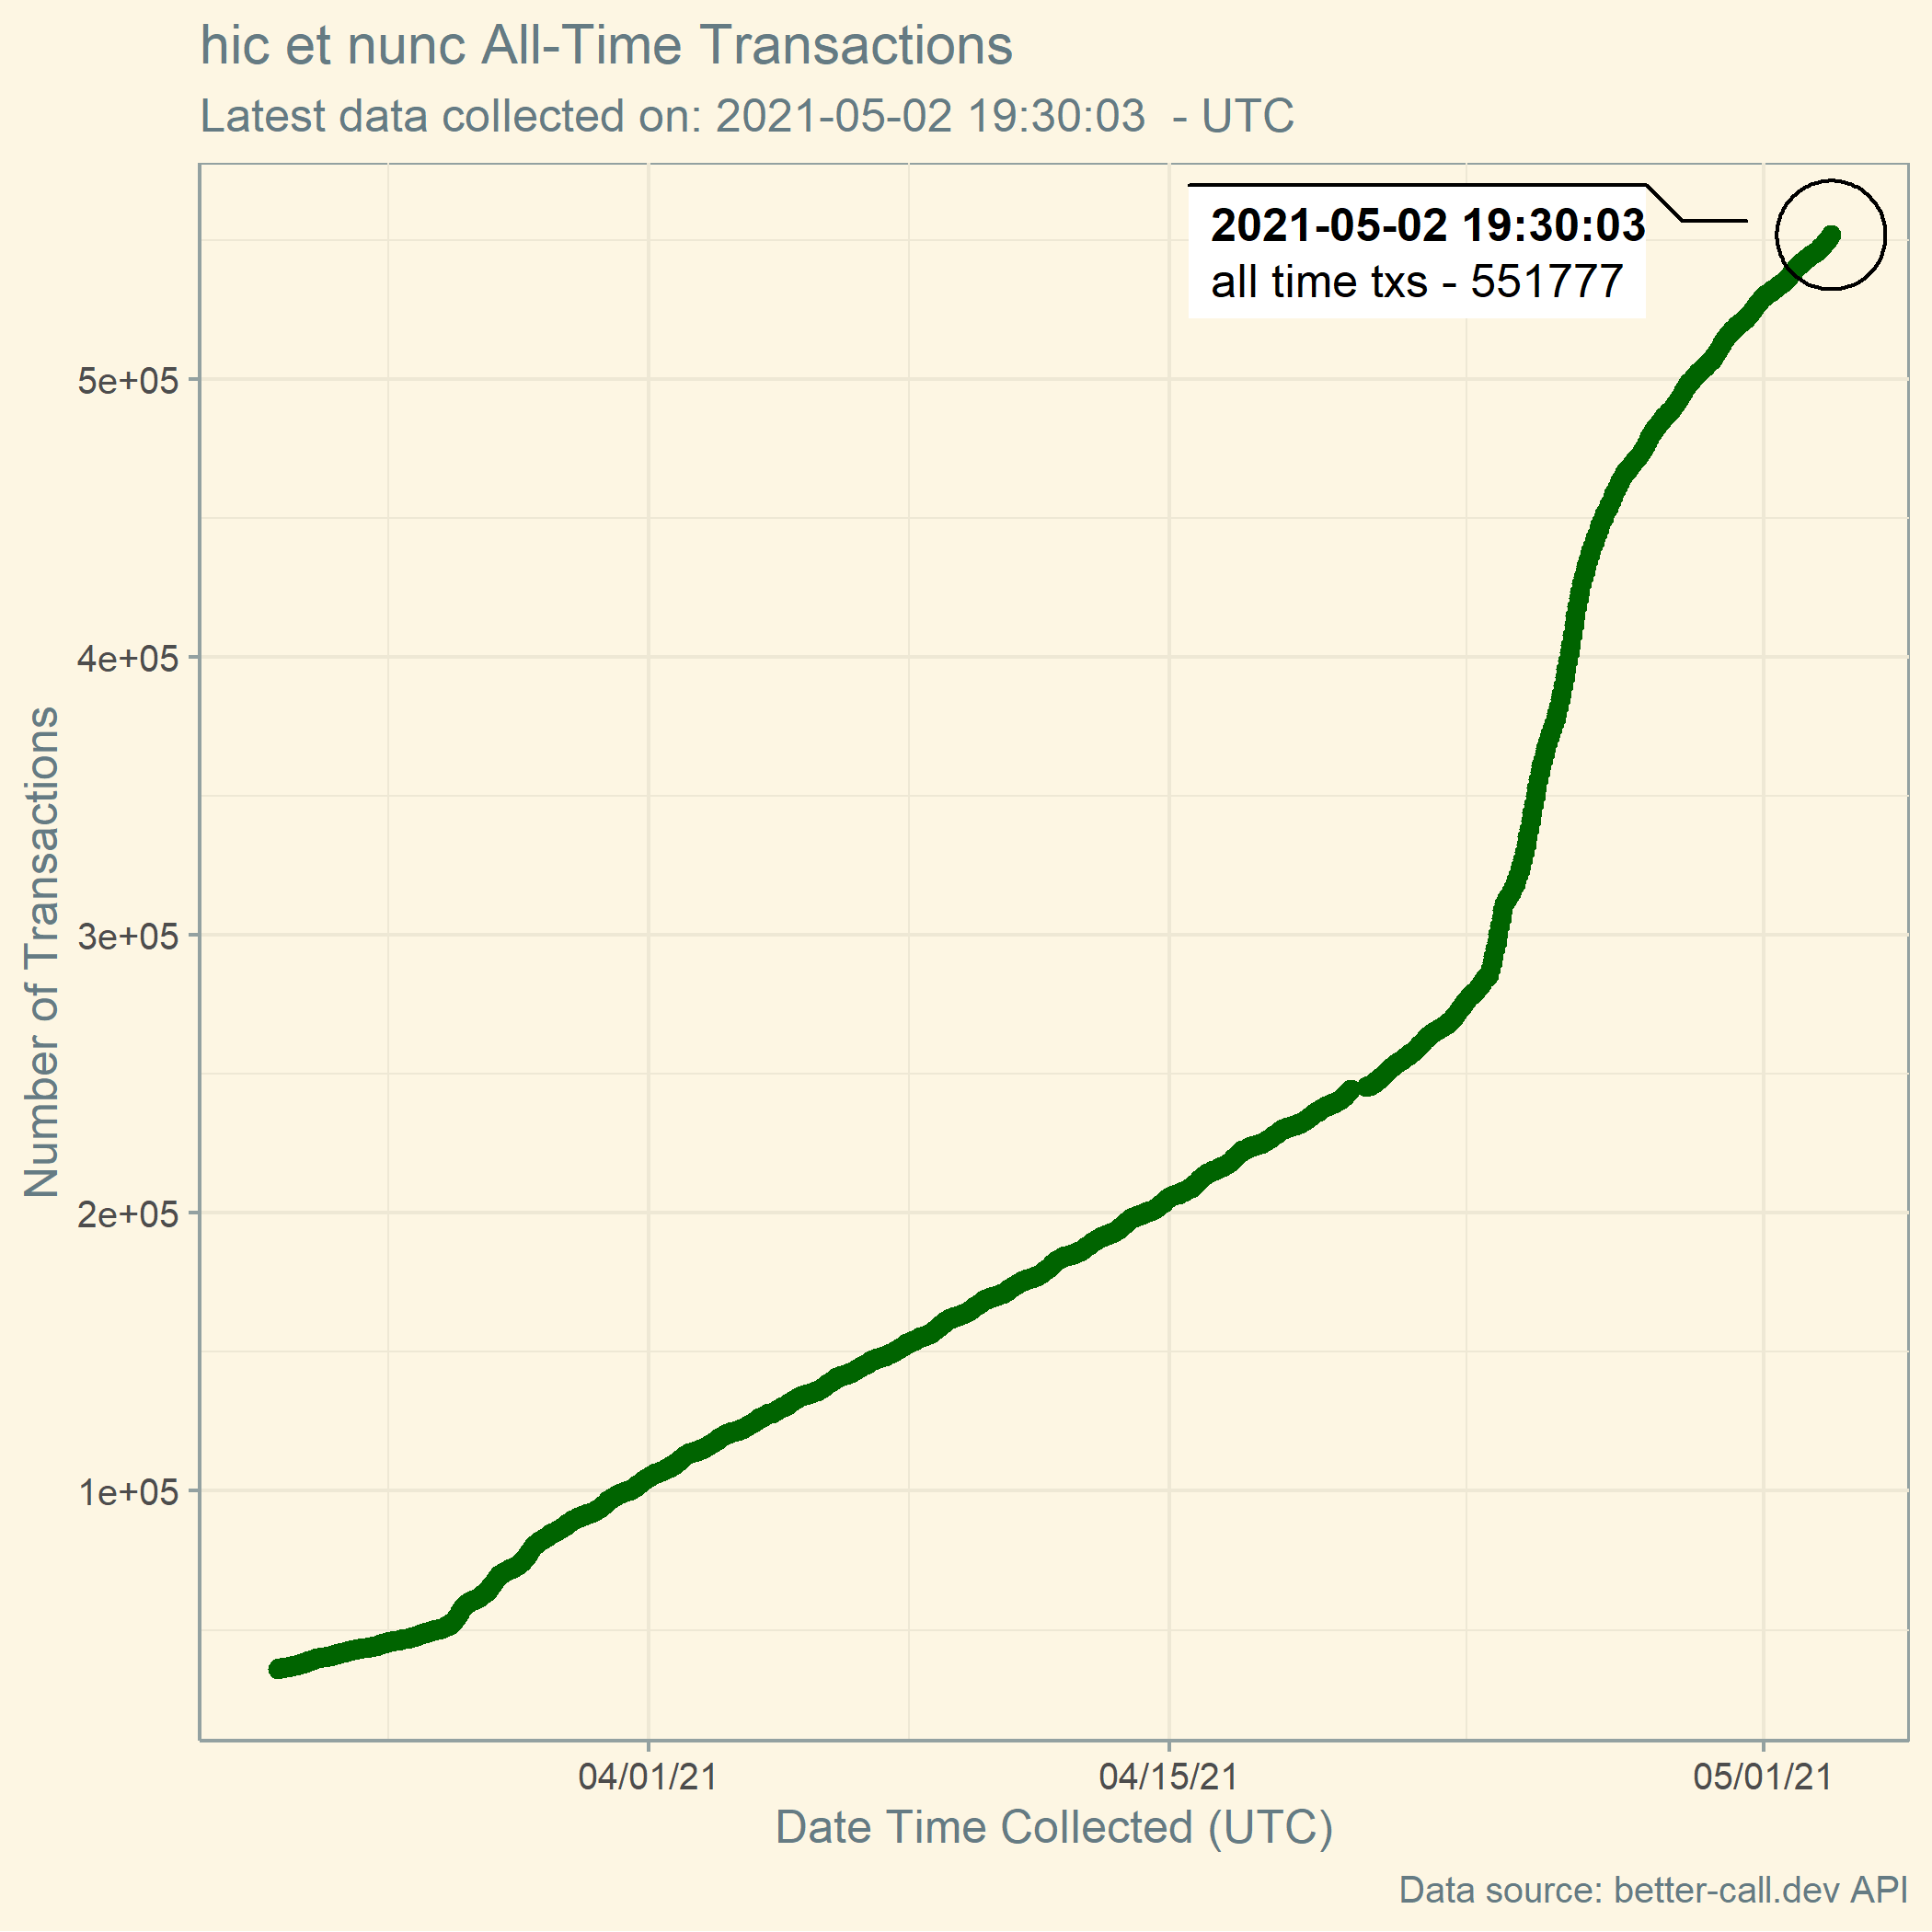 hic et nunc All-Time Transactions
Latest data collected on: 2021-05-02 19:30:03  - UTC
2021-05-02 19:30:03
all time txs - 551777
5e+05
4e+05
3e+05
2e+05
1e+05
Number of Transactions
04/01/21
04/15/21
05/01/21
Date Time Collected (UTC)
Data source: better-call.dev API